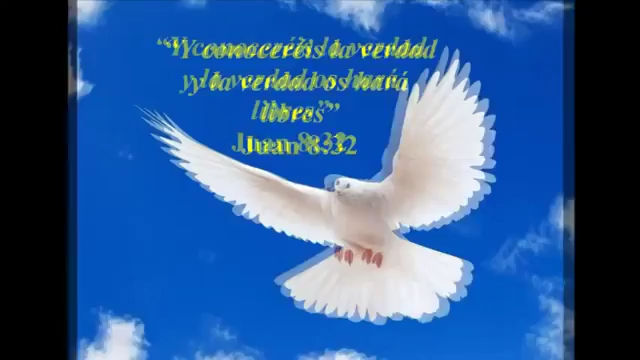 “Y conoceréis la verdad
y la verdad os hará
libres”
Juan 8:32